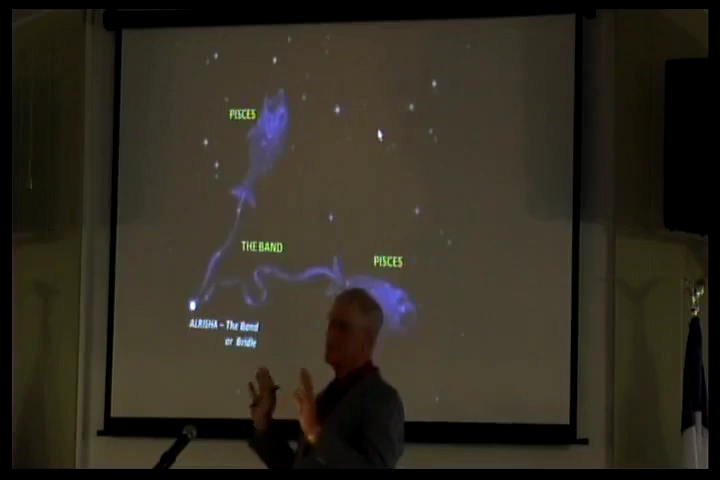 PISCES
THE BAND
PISCES
ALRISHA - The Band
or Bridle